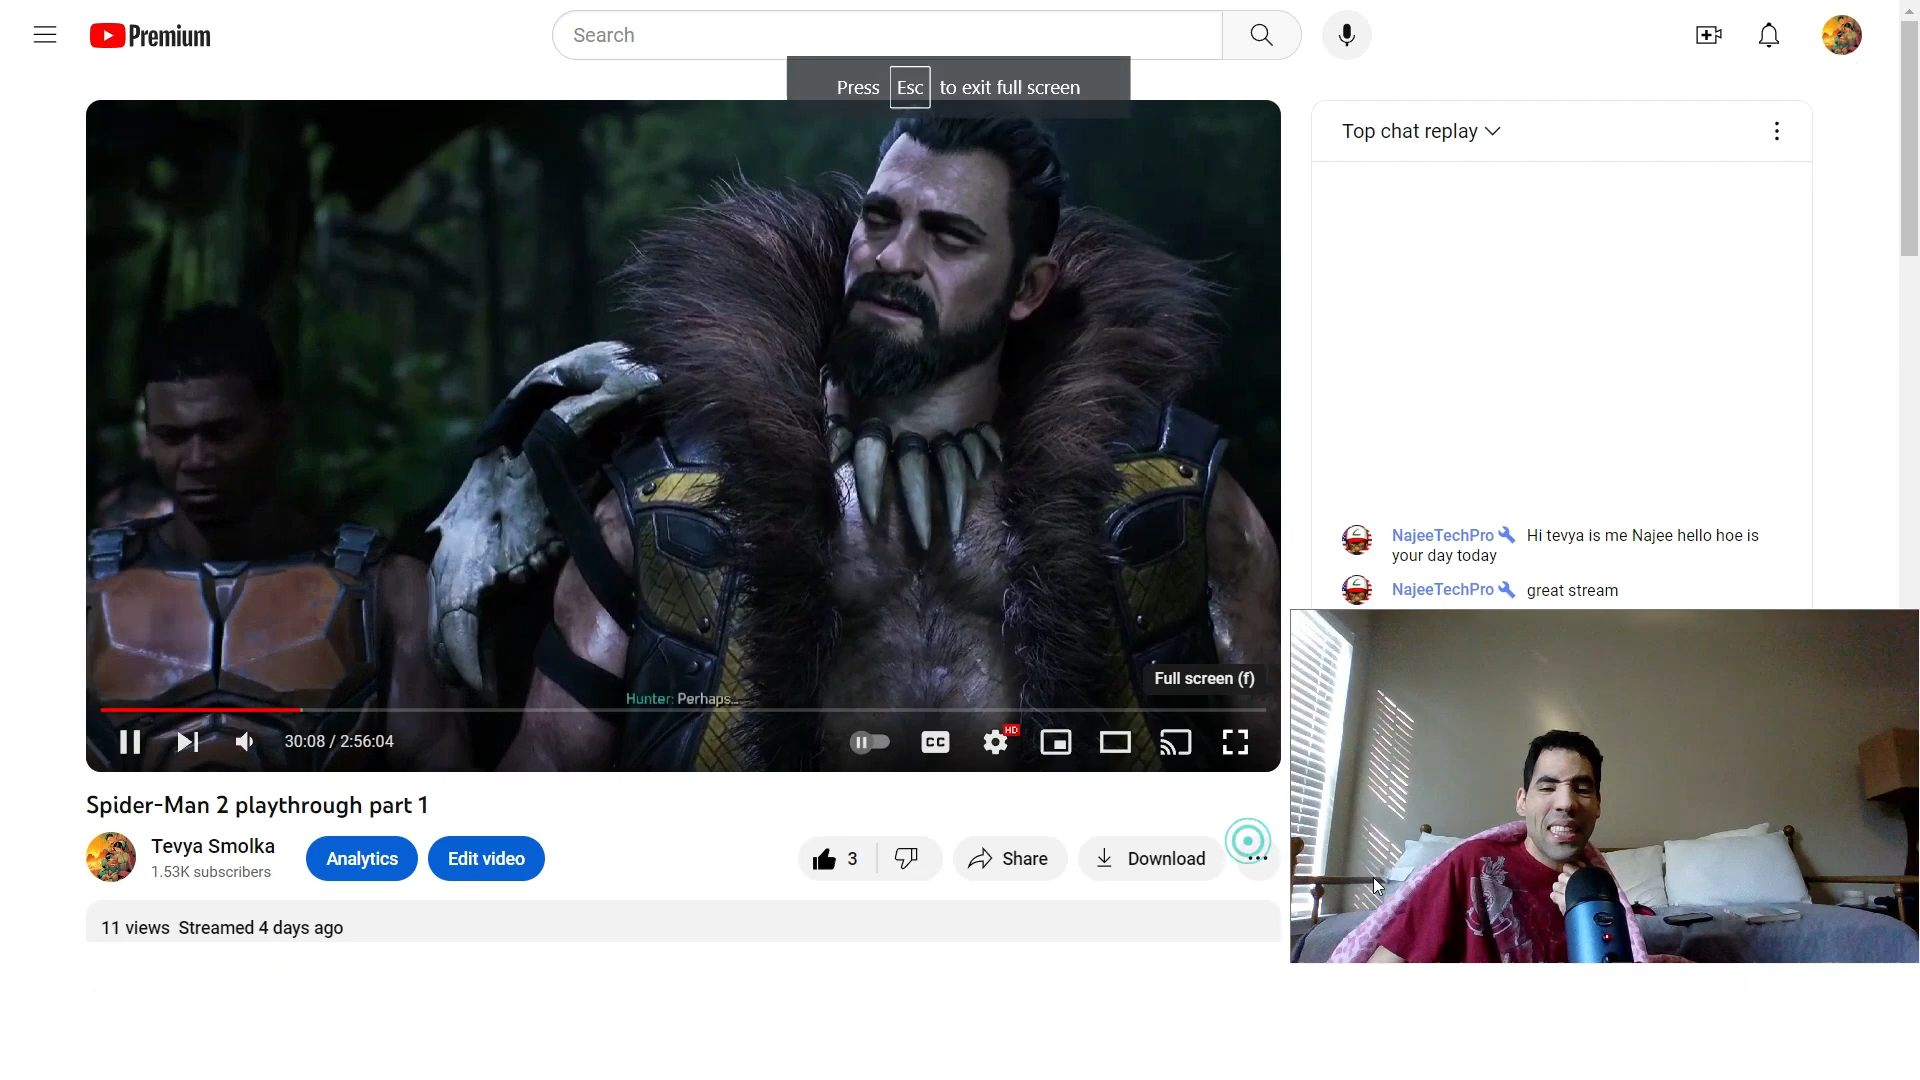 Premium
Search
Press Esc to exit full screen
Top chat replay
NajeeTechPro Hi tevya is me Najee hello hoe is
your day today
NajeeTechPro great stream
Full screen (f)
Hunter: Perhaps...
HD
30:08 / 2:56:04
CC
Spider-Man 2 playthrough part 1
Tevya Smolka
1.53K subscribers
Analytics
Edit video
3
Share
Download
11 views Streamed 4 days ago